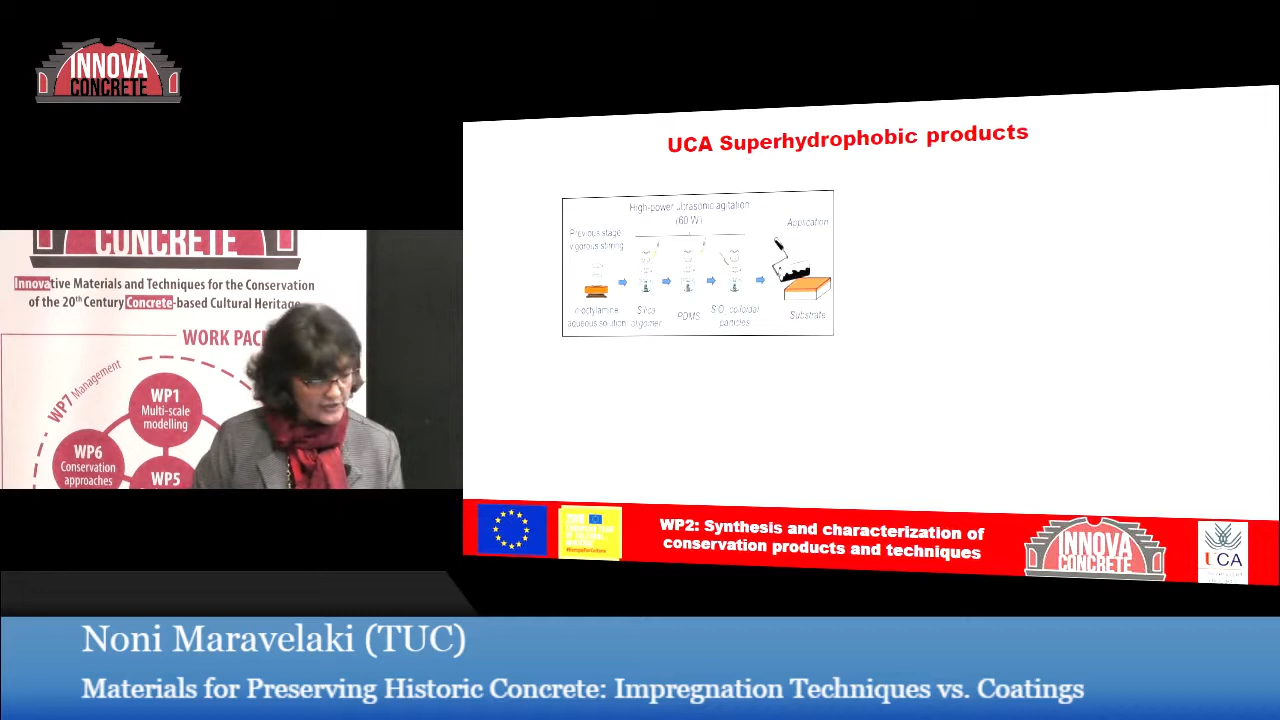 INNOVA
CONCRETE
UCA Superhydrophobic products
High-power ultrasonic agitation
(60 W)
Previous stage
vigorous stirring
Application
n-octylamine
aqueous solution
Silica
oligomer
PDMS
SiO2 colloidal
particles
Substrate
CONCRETE
Innovative Materials and Techniques for the Conservation
of the 20th Century Concrete-based Cultural Heritage
WORK PAC
WP7 Management
WP1
Multi-scale
modelling
WP6
Conservation
approaches
WP5
WP2: Synthesis and characterization of
conservation products and techniques
INNOVA
CONCRETE
UCA
Noni Maravelaki (TUC)
Materials for Preserving Historic Concrete: Impregnation Techniques vs. Coatings